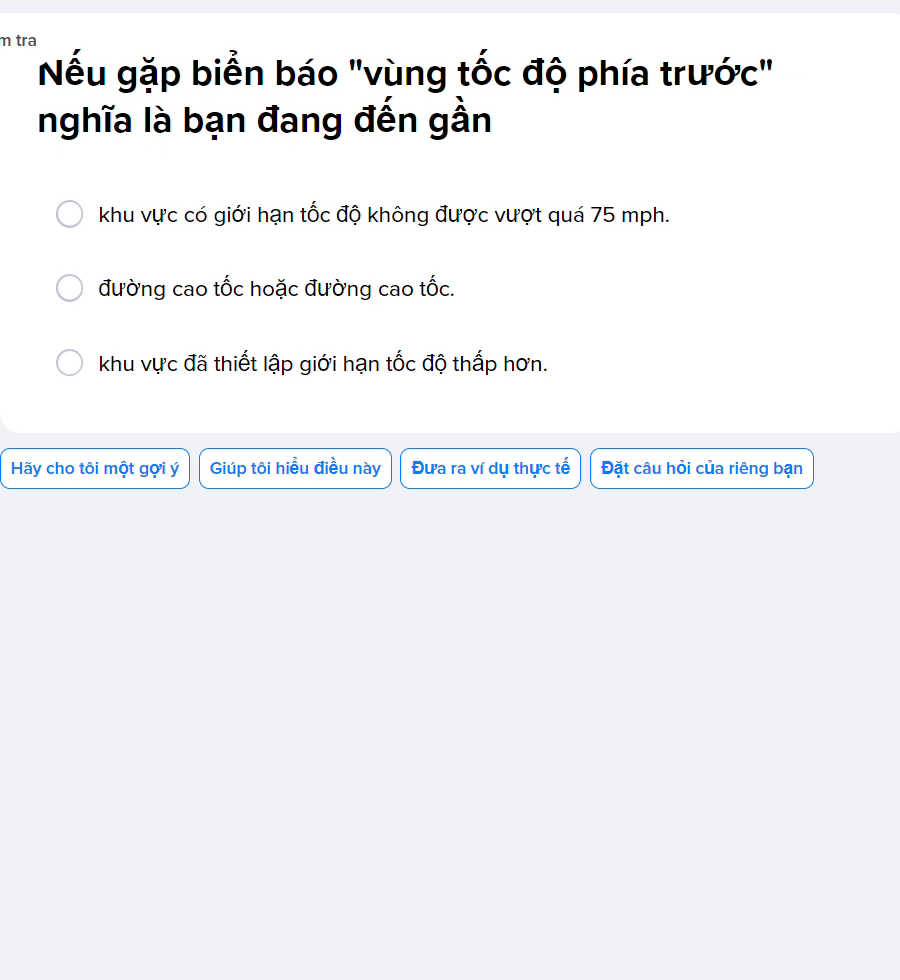 m tra
Nếu gặp biển báo "vùng tốc độ phía trước"
nghĩa là bạn đang đến gần
khu vực có giới hạn tốc độ không được vượt quá 75 mph.
đường cao tốc hoặc đường cao tốc.
khu vực đã thiết lập giới hạn tốc độ thấp hơn.
Hãy cho tôi một gợi ý
Giúp tôi hiểu điều này
Đưa ra ví dụ thực tế
Đặt câu hỏi của riêng bạn